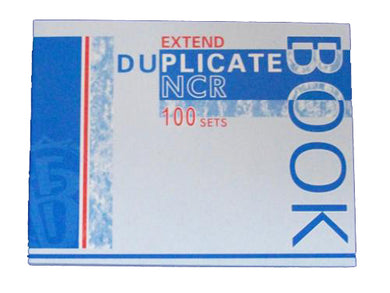 EXTEND
DUPLICATE
NCR
100 SETS
BOOK